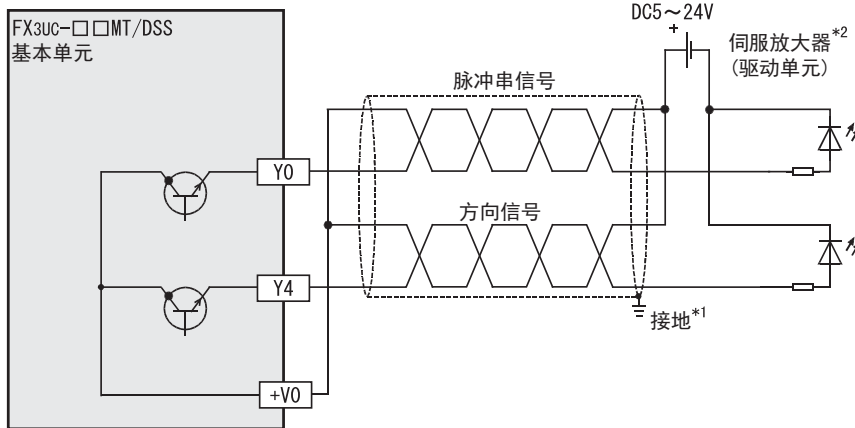 FX3UC-□□MT/DSS
基本单元
DC5～24V
+
伺服放大器*2
(驱动单元)
脉冲串信号
Y0
方向信号
Y4
接地*1
+V0